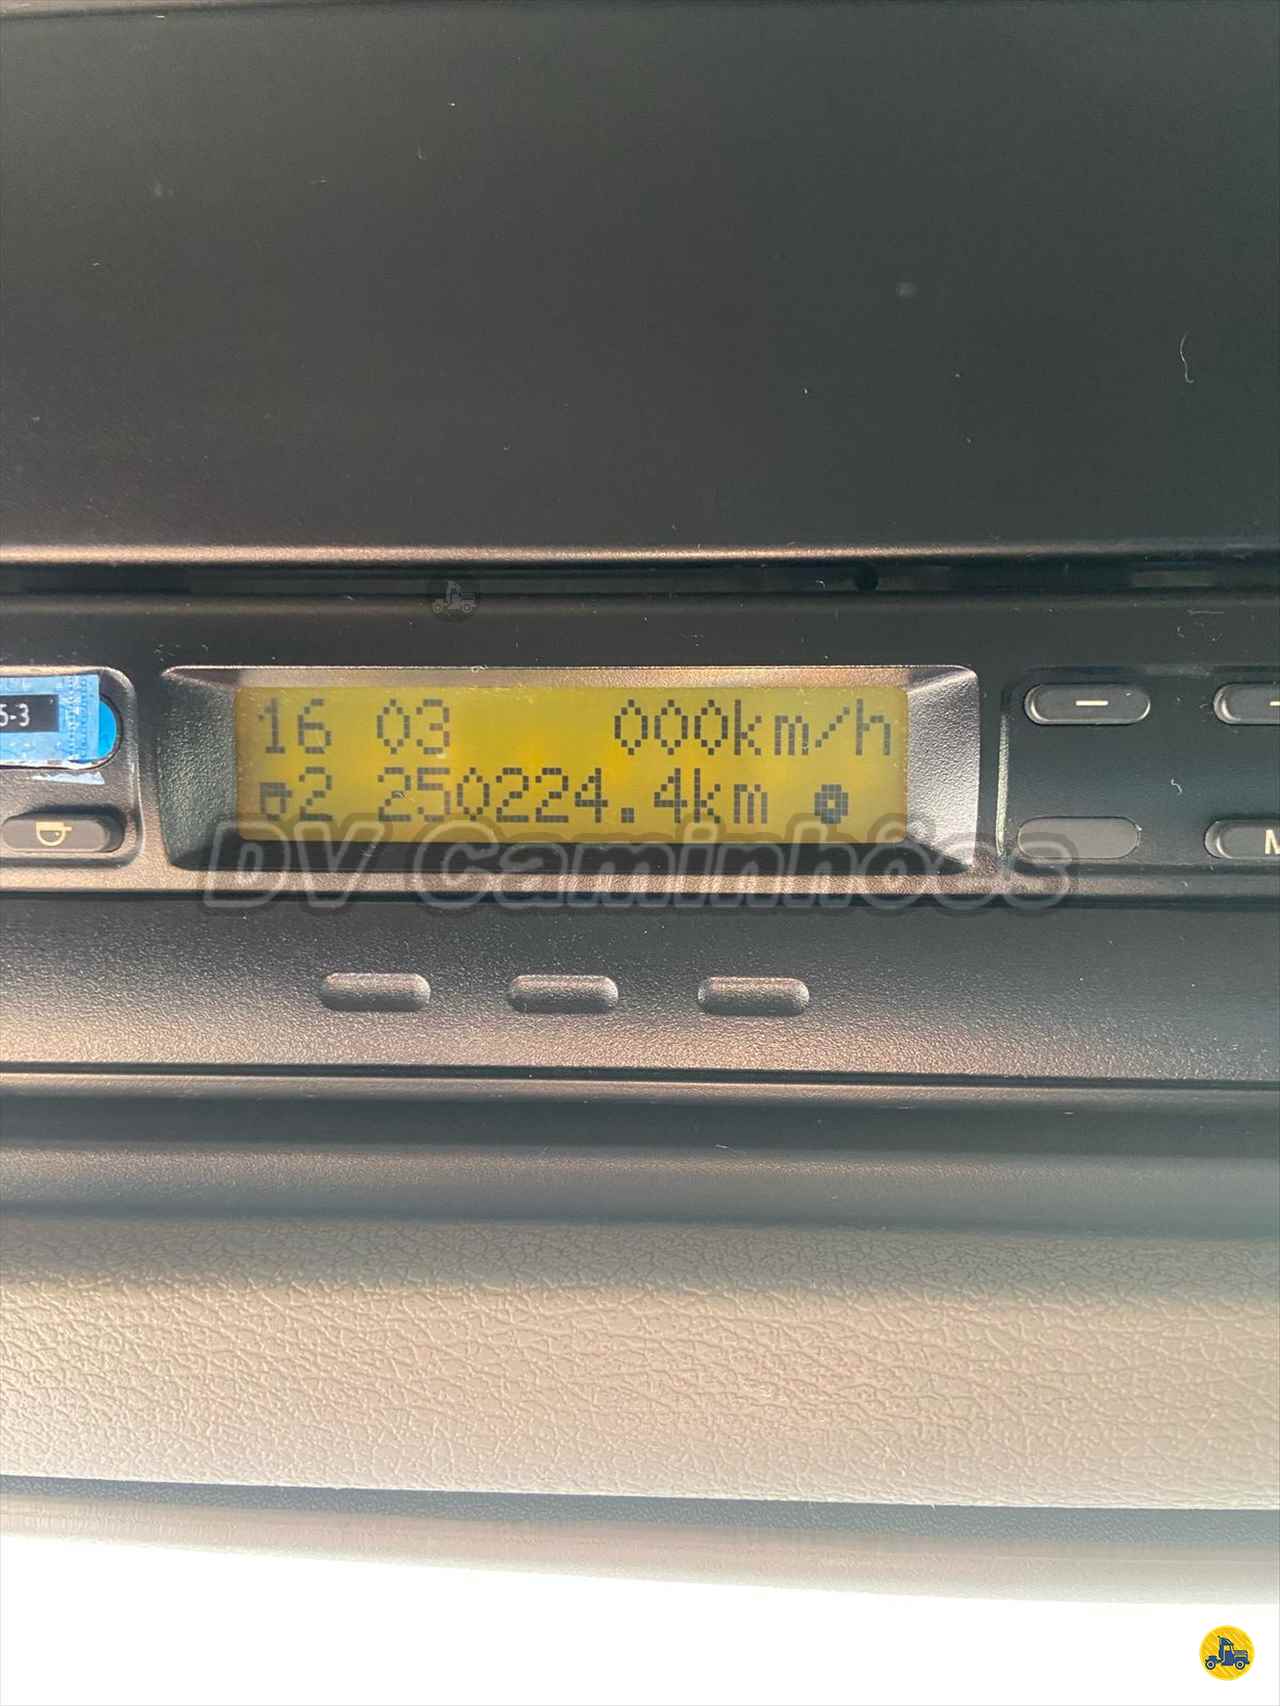 5-3
16 03 000km/h
2 250224.4km
DV Caminhões